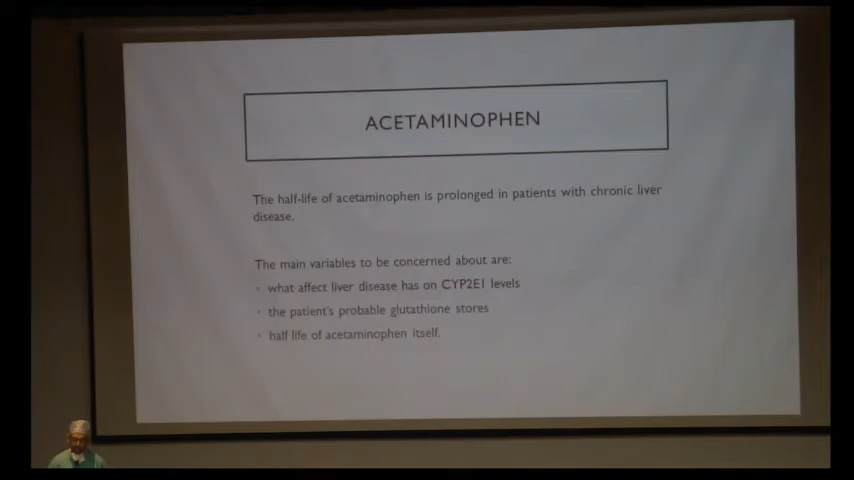 ACETAMINOPHEN
The half-life of acetaminophen is prolonged in patients with chronic liver
disease.
The main variables to be concerned about are:
• what affect liver disease has on CYP2E1 levels
• the patient's probable glutathione stores
• half life of acetaminophen itself.